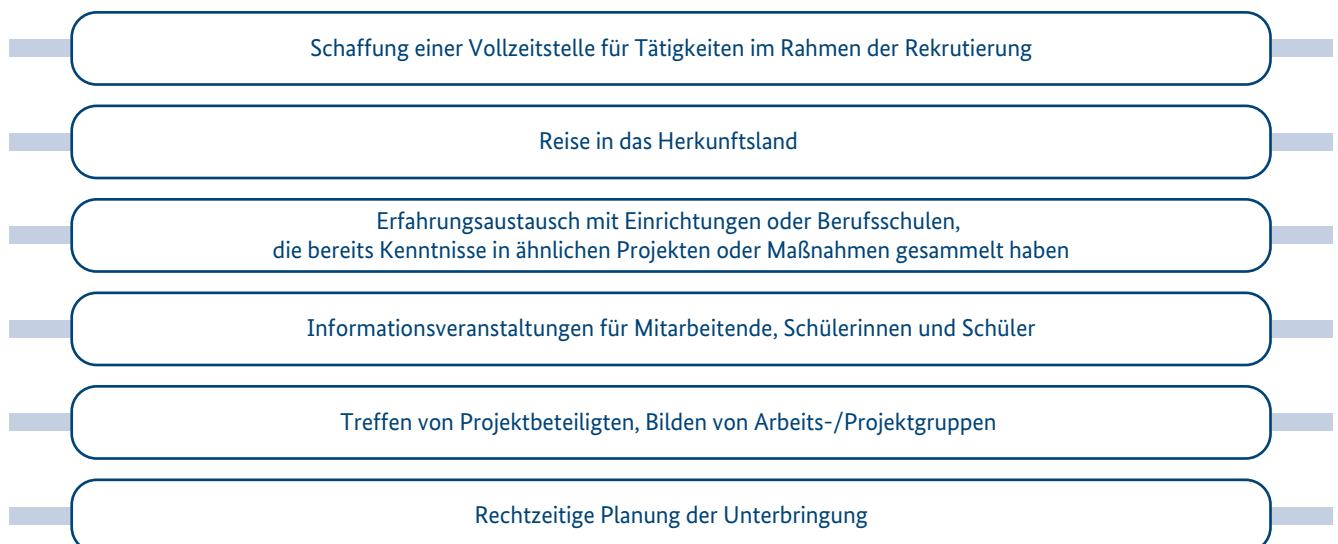 Schaffung einer Vollzeitstelle für Tätigkeiten im Rahmen der Rekrutierung
Reise in das Herkunftsland
Erfahrungsaustausch mit Einrichtungen oder Berufsschulen,
die bereits Kenntnisse in ähnlichen Projekten oder Maßnahmen gesammelt haben
Informationsveranstaltungen für Mitarbeitende, Schülerinnen und Schüler
Treffen von Projektbeteiligten, Bilden von Arbeits-/Projektgruppen
Rechtzeitige Planung der Unterbringung